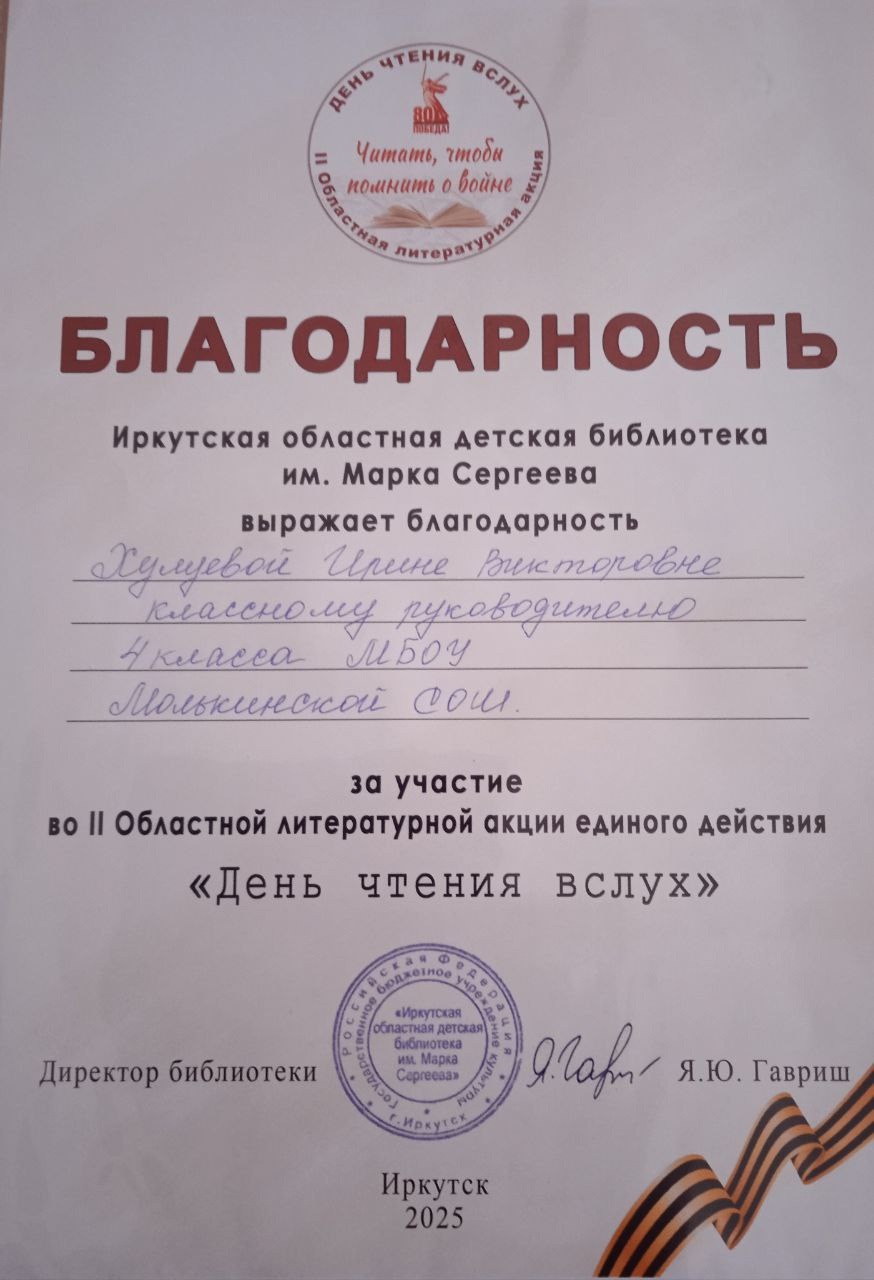 ДЕНЬ ЧТЕНИЯ ВСЛУХ
80
ПОБЕДА!
Читать, чтобы
помнить о войне
II Областная литературная акция
БЛАГОДАРНОСТЬ
Иркутская областная детская библиотека
им. Марка Сергеева
выражает благодарность
Хулуевой Ирине Викторовне
классному руководителю
4 класса МБОУ
Молькинской СОШ.
за участие
во II Областной литературной акции единого действия
«День чтения вслух»
Российская Федерация
Государственное бюджетное учреждение культуры
«Иркутская
областная детская
библиотека
им. Марка
Сергеева»
г. Иркутск
Директор библиотеки
Я.Гавриш
Я.Ю. Гавриш
Иркутск
2025